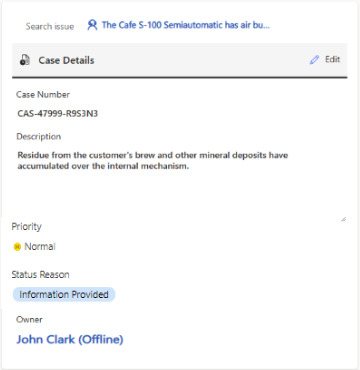 Search issue The Cafe S-100 Semiautomatic has air bu...
Case Details Edit
Case Number
CAS-47999-R9S3N3
Description
Residue from the customer's brew and other mineral deposits have
accumulated over the internal mechanism.
Priority
Normal
Status Reason
Information Provided
Owner
John Clark (Offline)